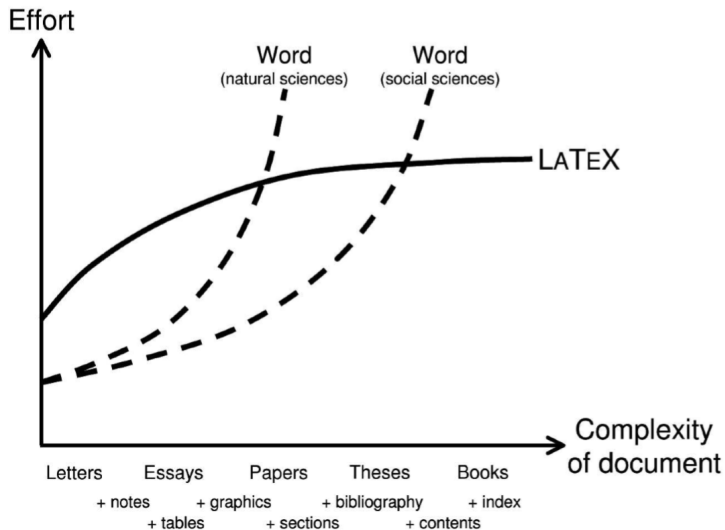 Effort
Word
(natural sciences)
Word
(social sciences)
LATEX
Complexity
of document
Letters Essays Papers Theses Books
+ notes + graphics + bibliography + index
+ tables + sections + contents